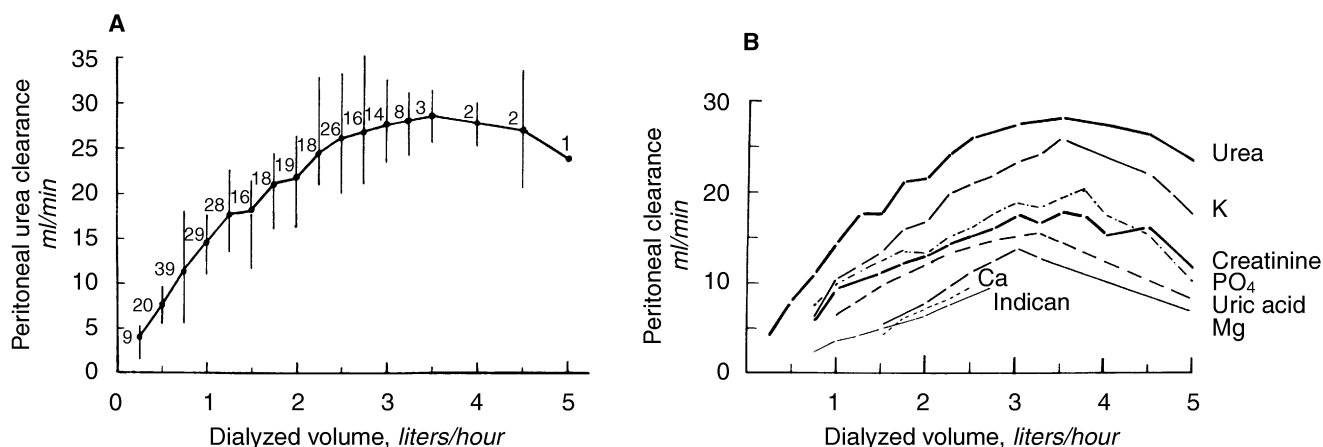 A
Peritoneal urea clearance
ml/min
35
30
25
20
15
10
5
0
9
20
39
29
28
16
18
19
18
26
16
14
8
3
2
2
1
0
1
2
3
4
5
Dialyzed volume, liters/hour
B
Peritoneal clearance
ml/min
30
20
10
0
Urea
K
Creatinine
PO₄
Uric acid
Mg
Ca
Indican
1
2
3
4
5
Dialyzed volume, liters/hour